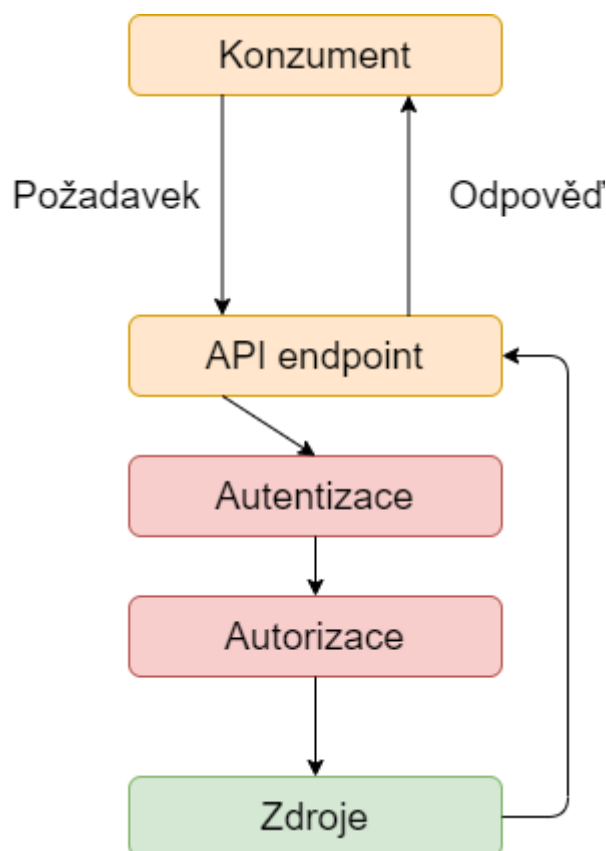 Konzument
Požadavek
Odpověď
API endpoint
Autentizace
Autorizace
Zdroje